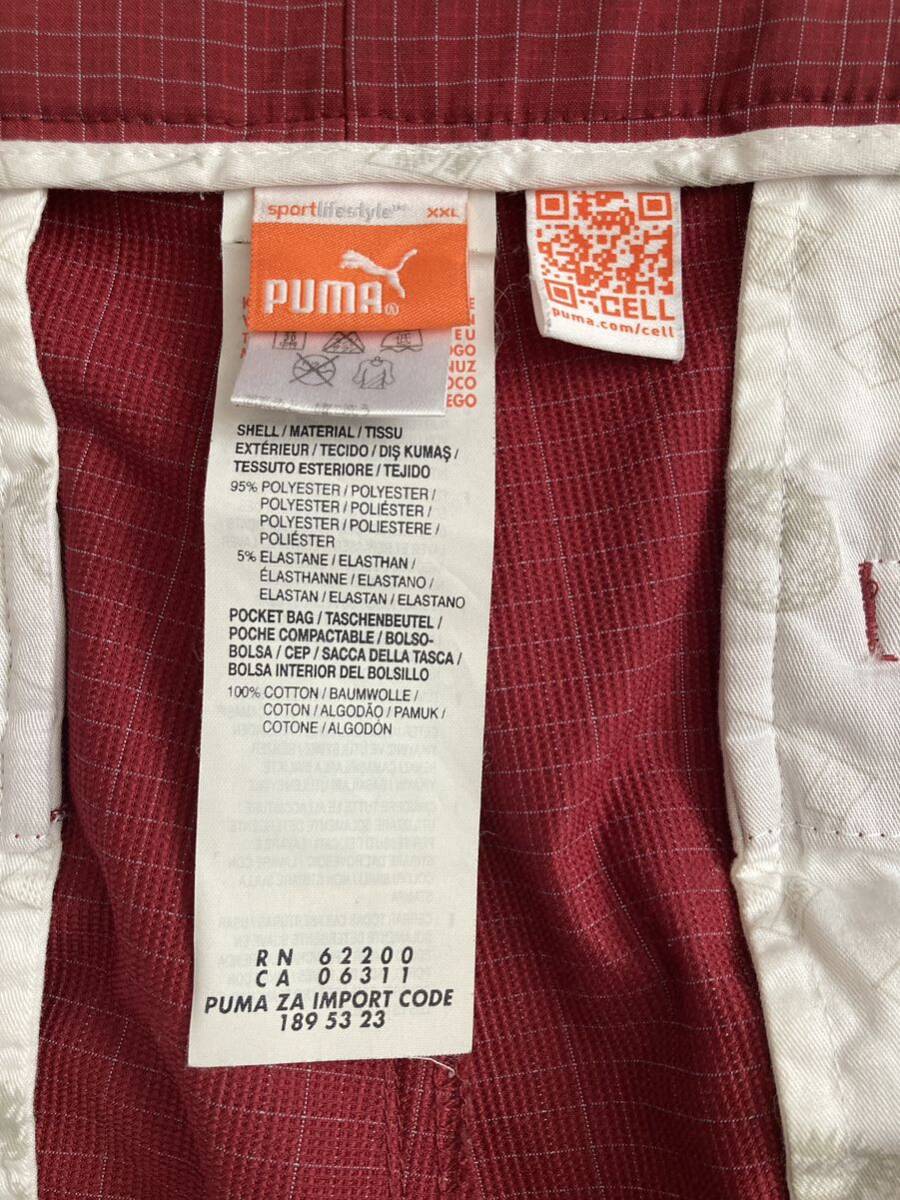 sportlifestyle™ XXL
PUMA®
CELL
puma.com/cell
SHELL / MATERIAL / TISSU
EXTÉRIEUR / TECIDO / DIŞ KUMAŞ /
TESSUTO ESTERIORE / TEJIDO
95% POLYESTER / POLYESTER /
POLYESTER / POLIÉSTER /
POLYESTER / POLIESTERE /
POLIÉSTER
5% ELASTANE / ELASTHAN /
ÉLASTHANNE / ELASTANO /
ELASTAN / ELASTAN / ELASTANO
POCKET BAG / TASCHENBEUTEL /
POCHE COMPACTABLE / BOLSO-
BOLSA / CEP / SACCA DELLA TASCA /
BOLSA INTERIOR DEL BOLSILLO
100% COTTON / BAUMWOLLE /
COTON / ALGODÃO / PAMUK /
COTONE / ALGODÓN
RN 62200
CA 06311
PUMA ZA IMPORT CODE
189 53 23